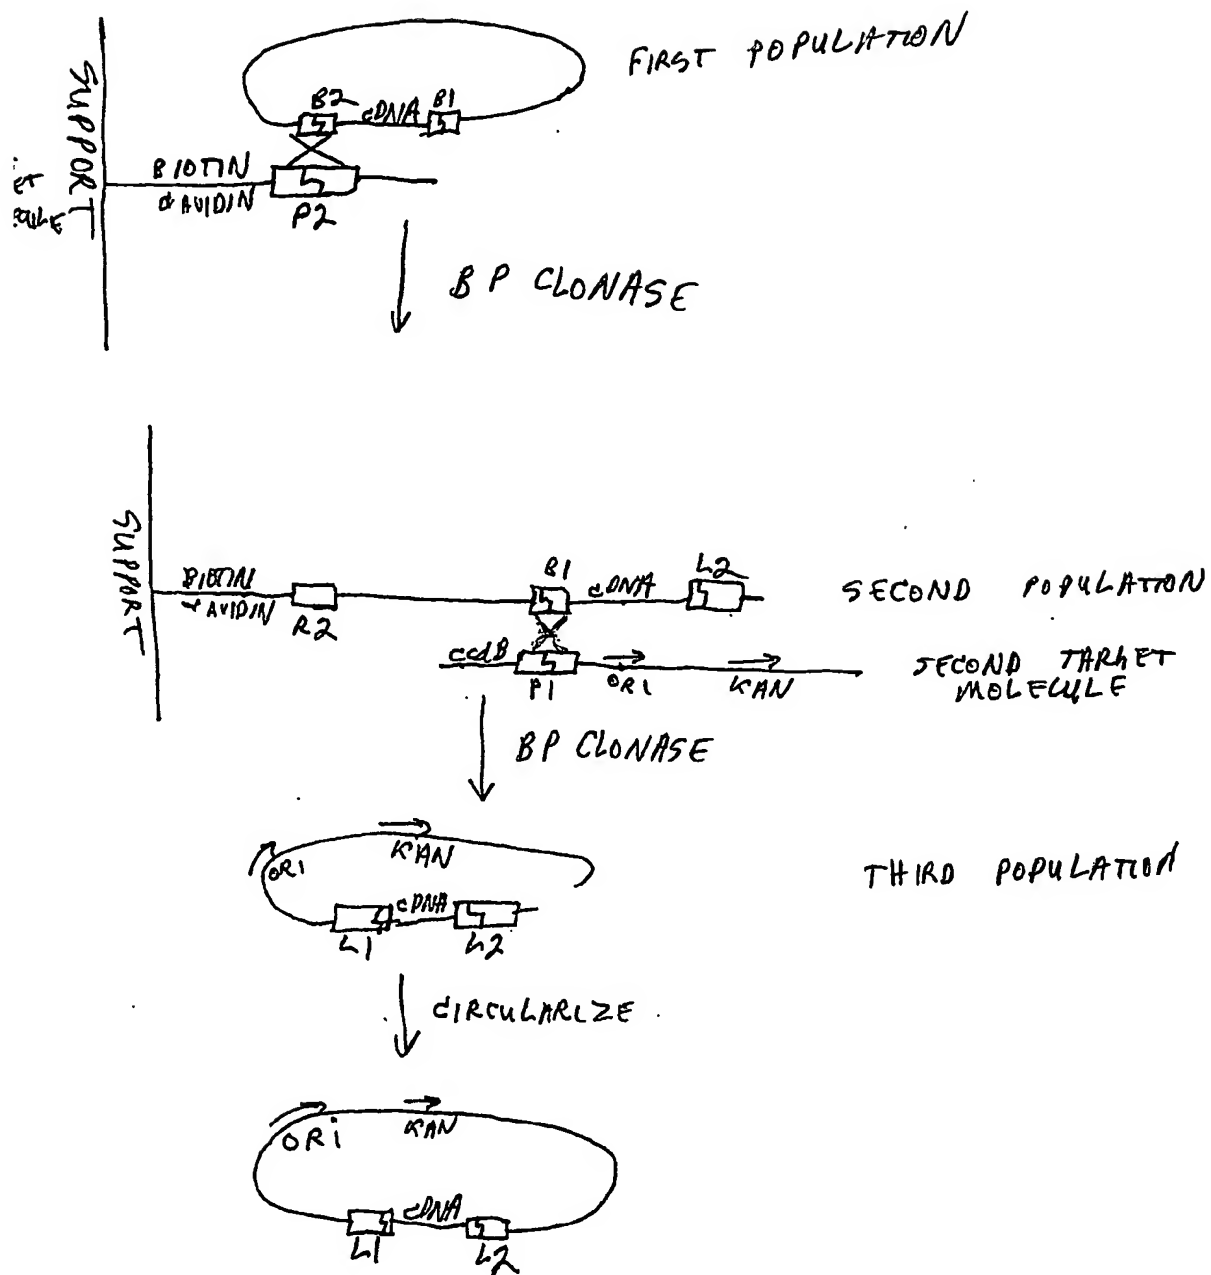 FIRST POPULATION
SUPPORT
B2 cDNA B1
BIOTIN
AVIDIN
P2
BP CLONASE
SUPPORT
BIOTIN
AVIDIN
R2
B1
cDNA
L2
SECOND POPULATION
ccdB
P1
ORI
KAN
SECOND TARGET
MOLECULE
BP CLONASE
ORI
KAN
THIRD POPULATION
cDNA
L1
L2
CIRCULARIZE
ORi
KAN
cDNA
L1
L2